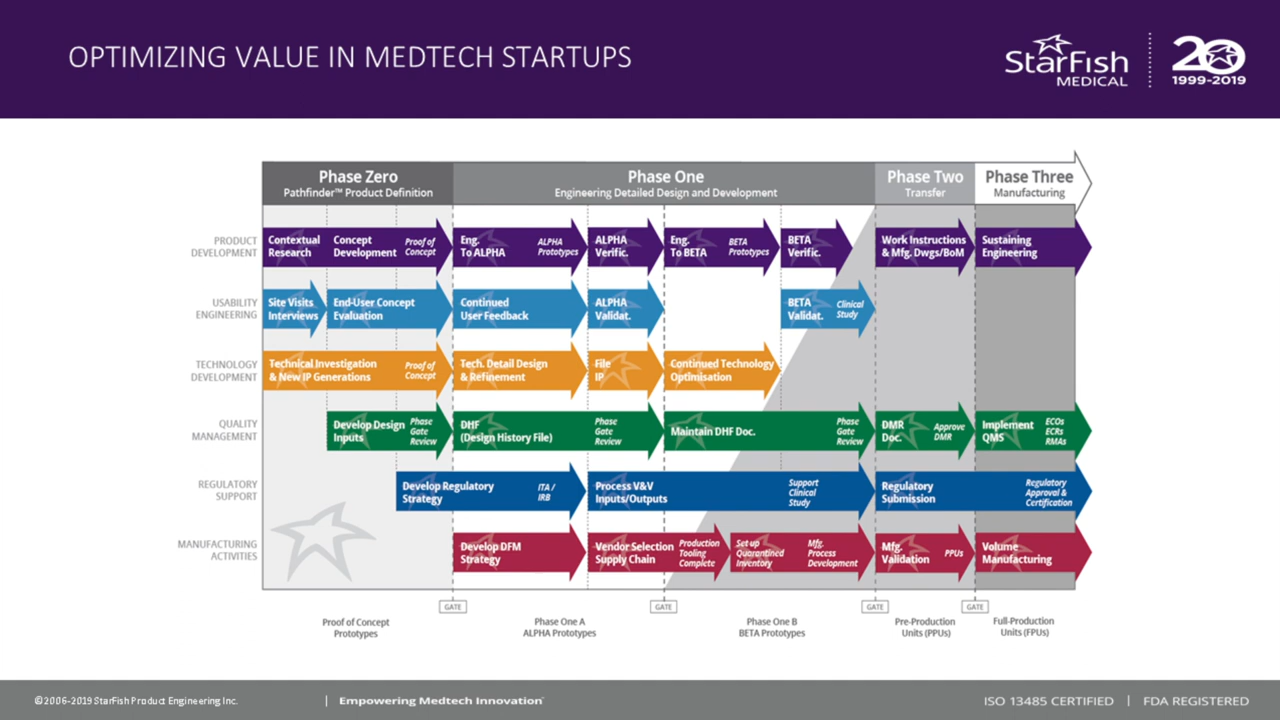 OPTIMIZING VALUE IN MEDTECH STARTUPS
StarFish
MEDICAL
20
1999-2019
Phase Zero
Pathfinder™ Product Definition
Phase One
Engineering Detailed Design and Development
Phase Two
Transfer
Phase Three
Manufacturing
PRODUCT
DEVELOPMENT
Contextual
Research
Concept
Development
Proof of
Concept
Eng.
To ALPHA
ALPHA
Prototypes
ALPHA
Verific.
Eng.
To BETA
BETA
Prototypes
BETA
Verific.
Work Instructions
& Mfg. Dwgs/BoM
Sustaining
Engineering
USABILITY
ENGINEERING
Site Visits
Interviews
End-User Concept
Evaluation
Continued
User Feedback
ALPHA
Validat.
BETA
Validat.
Clinical
Study
TECHNOLOGY
DEVELOPMENT
Technical Investigation
& New IP Generations
Proof of
Concept
Tech. Detail Design
& Refinement
File
IP
Continued Technology
Optimisation
QUALITY
MANAGEMENT
Develop Design
Inputs
Phase
Gate
Review
DHF
(Design History File)
Phase
Gate
Review
Maintain DHF Doc.
Phase
Gate
Review
DMR
Doc.
Approve
DMR
Implement
QMS
ECOs
ECRs
RMAs
REGULATORY
SUPPORT
Develop Regulatory
Strategy
ITA /
IRB
Process V&V
Inputs/Outputs
Support
Clinical
Study
Regulatory
Submission
Regulatory
Approval &
Certification
MANUFACTURING
ACTIVITIES
Develop DFM
Strategy
Vendor Selection
Supply Chain
Production
Tooling
Complete
Set up
Quarantined
Inventory
Mfg.
Process
Development
Mfg.
Validation
PPUs
Volume
Manufacturing
GATE
GATE
GATE
GATE
Proof of Concept
Prototypes
Phase One A
ALPHA Prototypes
Phase One B
BETA Prototypes
Pre-Production
Units (PPUs)
Full-Production
Units (FPUs)
©2006-2019 StarFish Product Engineering Inc.
| Empowering Medtech Innovation
ISO 13485 CERTIFIED | FDA REGISTERED